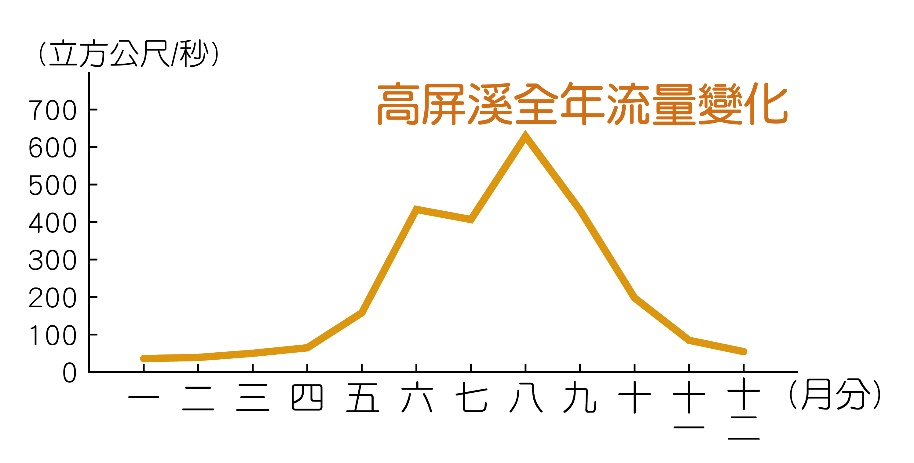 (立方公尺/秒)
高屏溪全年流量變化
700
600
500
400
300
200
100
0
一 二 三 四 五 六 七 八 九 十 十一 十二 (月分)